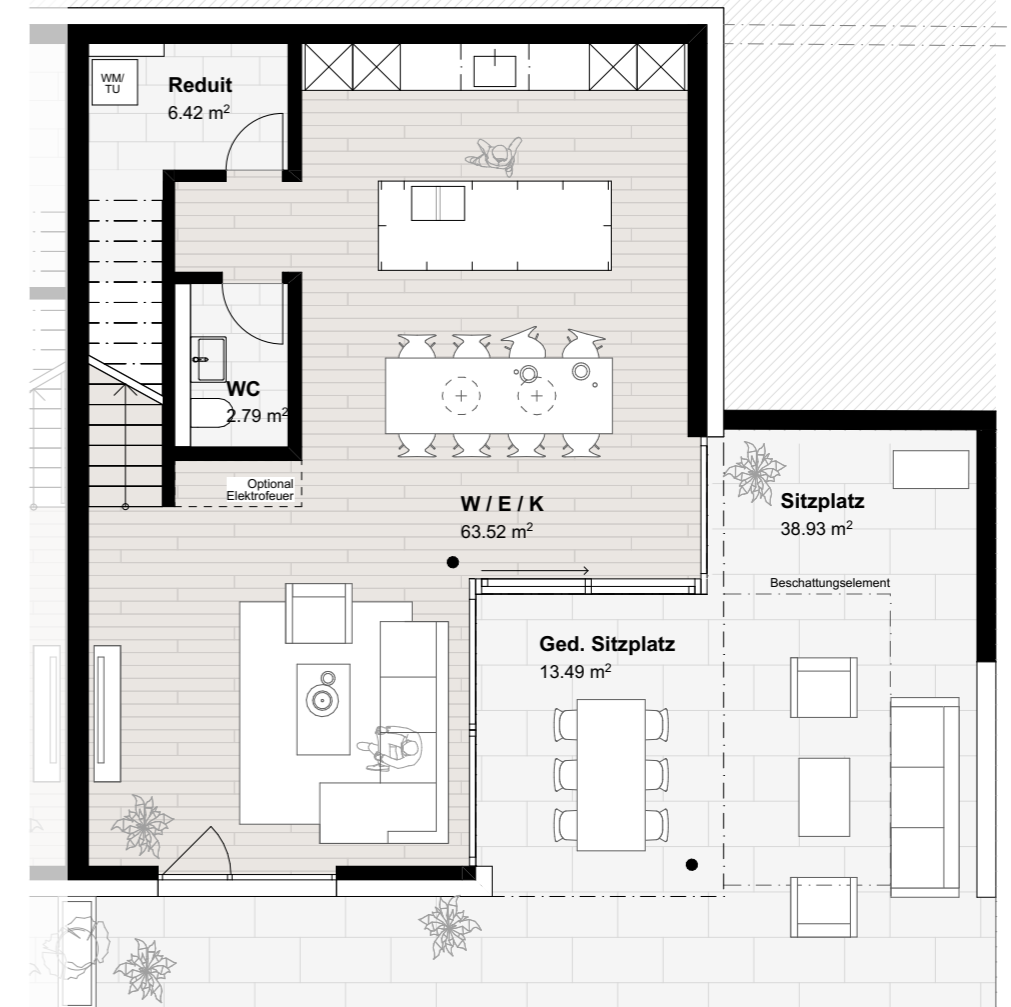 WM/
TU
Reduit
6.42 m²
WC
2.79 m²
Optional
Elektrofeuer
W / E / K
63.52 m²
Sitzplatz
38.93 m²
Beschattungselement
Ged. Sitzplatz
13.49 m²